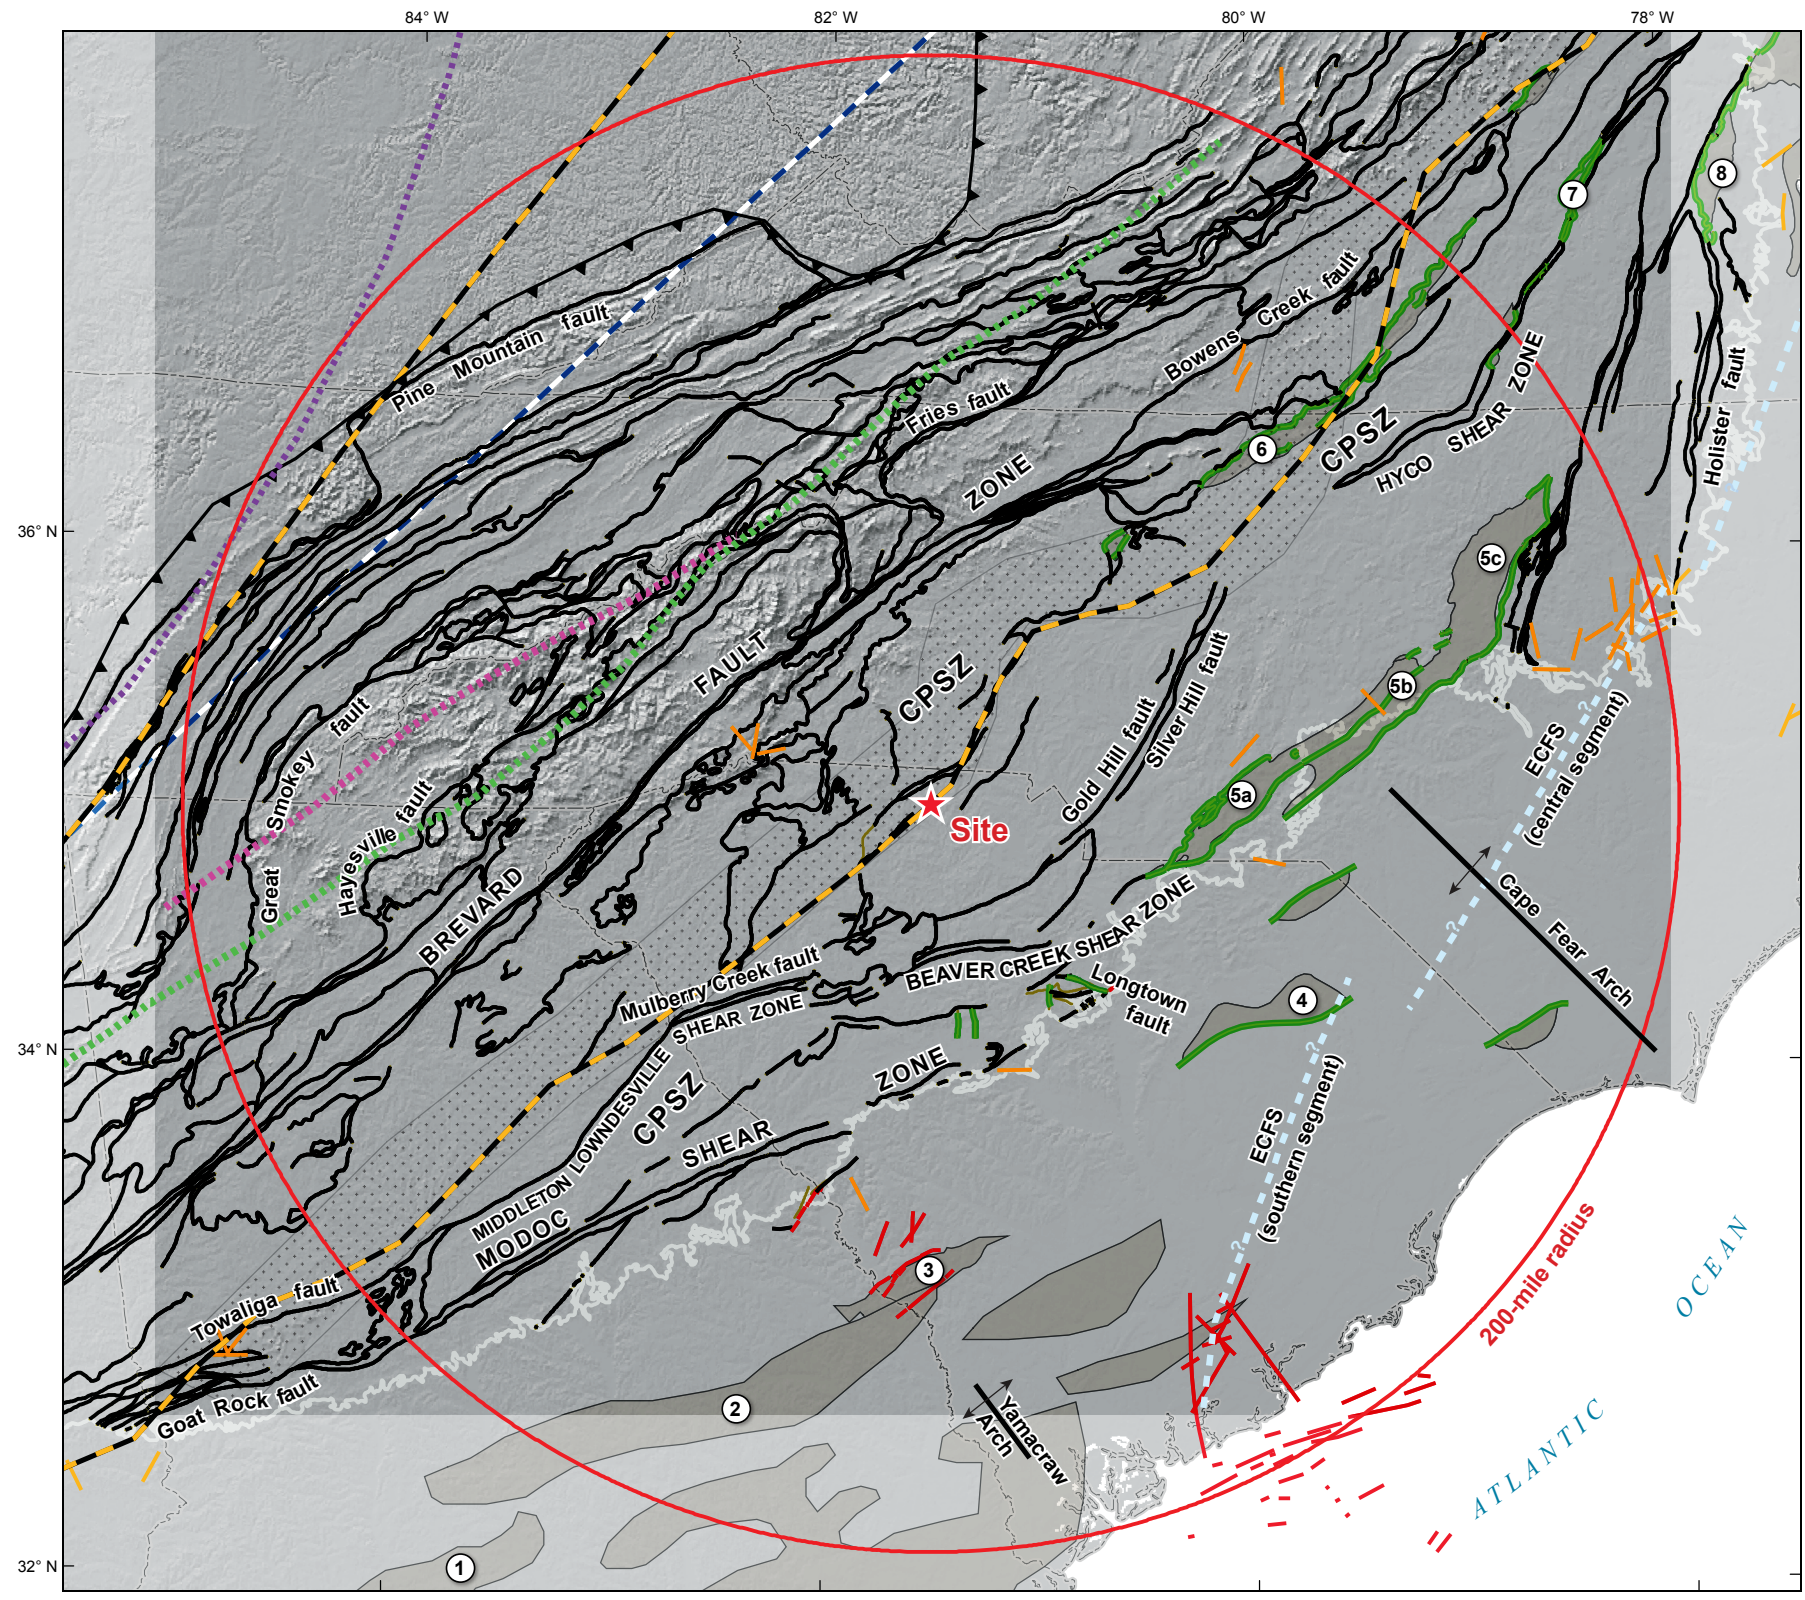 84° W
82° W
80° W
78° W
8
7
Pine Mountain fault
Bowens Creek fault
Fries fault
Holister fault
6
CPSZ
HYCO SHEAR ZONE
36° N
ZONE
5c
FAULT
CPSZ
5b
Great Smokey fault
Gold Hill fault
Silver Hill fault
ECFS
(central segment)
?
Hayesville fault
5a
Site
BREVARD
Cape Fear Arch
?
Mulberry Creek fault
BEAVER CREEK SHEAR ZONE
Longtown
fault
4
34° N
MIDDLETON LOWNDESVILLE SHEAR ZONE
?
CPSZ
ZONE
ECFS
(southern segment)
MODOC SHEAR
?
3
Towaliga fault
200-mile radius
OCEAN
Goat Rock fault
2
Yamacraw
Arch
ATLANTIC
32° N
1